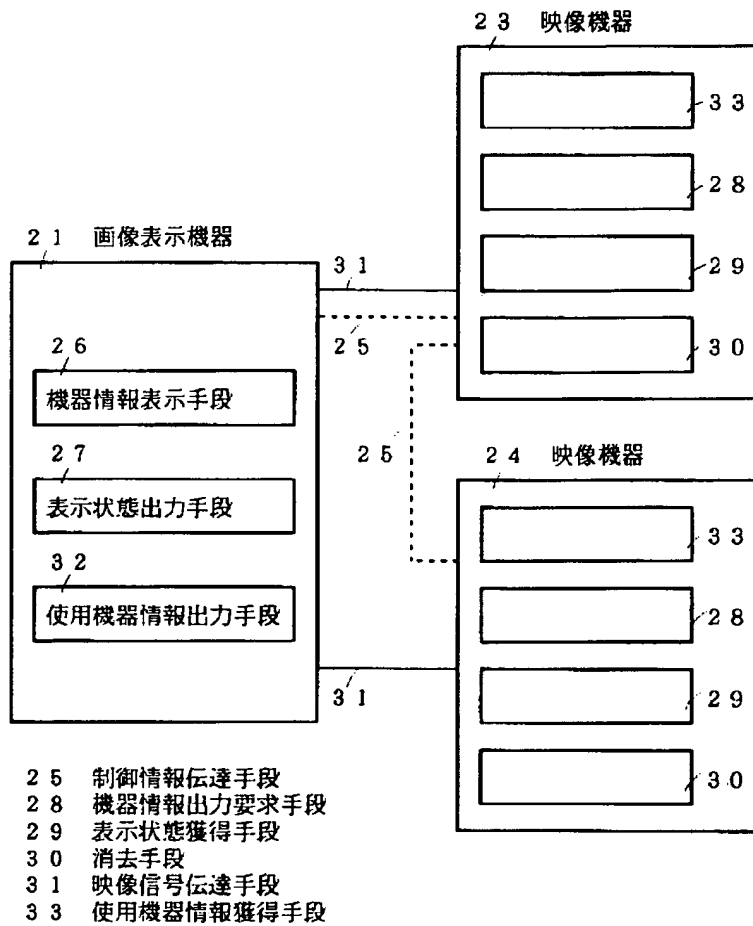 ２３ 映像機器
３３
２８
２９
３０
２１ 画像表示機器
３１
２５
２６
機器情報表示手段
２７
表示状態出力手段
３２
使用機器情報出力手段
３１
２５
２４ 映像機器
３３
２８
２９
３０
２５ 制御情報伝達手段
２８ 機器情報出力要求手段
２９ 表示状態獲得手段
３０ 消去手段
３１ 映像信号伝達手段
３３ 使用機器情報獲得手段